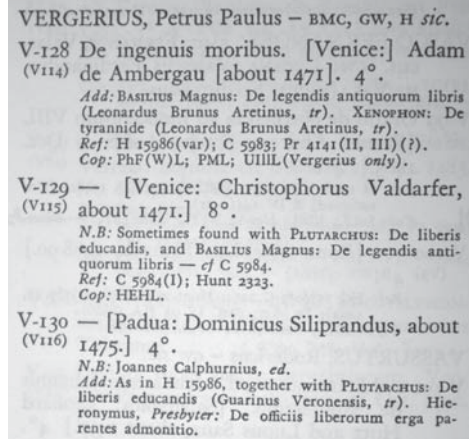 VERGERIUS, Petrus Paulus – BMC, GW, H sic.
V-128 De ingenuis moribus. [Venice:] Adam
(V114) de Ambergau [about 1471]. 4°.
Add: BASILIUS Magnus: De legendis antiquorum libris
(Leonardus Brunus Aretinus, tr). XENOPHON: De
tyrannide (Leonardus Brunus Aretinus, tr).
Ref: H 15986(var); C 5983; Pr 4141(II, III)(?).
Cop: PhF(W)L; PML; UIllL(Vergerius only).
V-129 — [Venice: Christophorus Valdarfer,
(V115) about 1471.] 8°.
N.B: Sometimes found with PLUTARCHUS: De liberis
educandis, and BASILIUS Magnus: De legendis anti-
quorum libris — cf C 5984.
Ref: C 5984(I); Hunt 2323.
Cop: HEHL.
V-130 — [Padua: Dominicus Siliprandus, about
(V116) 1475.] 4°.
N.B: Joannes Calphurnius, ed.
Add: As in H 15986, together with PLUTARCHUS: De
liberis educandis (Guarinus Veronensis, tr). Hie-
ronymus, Presbyter: De officiis liberorum erga pa-
rentes admonitio.